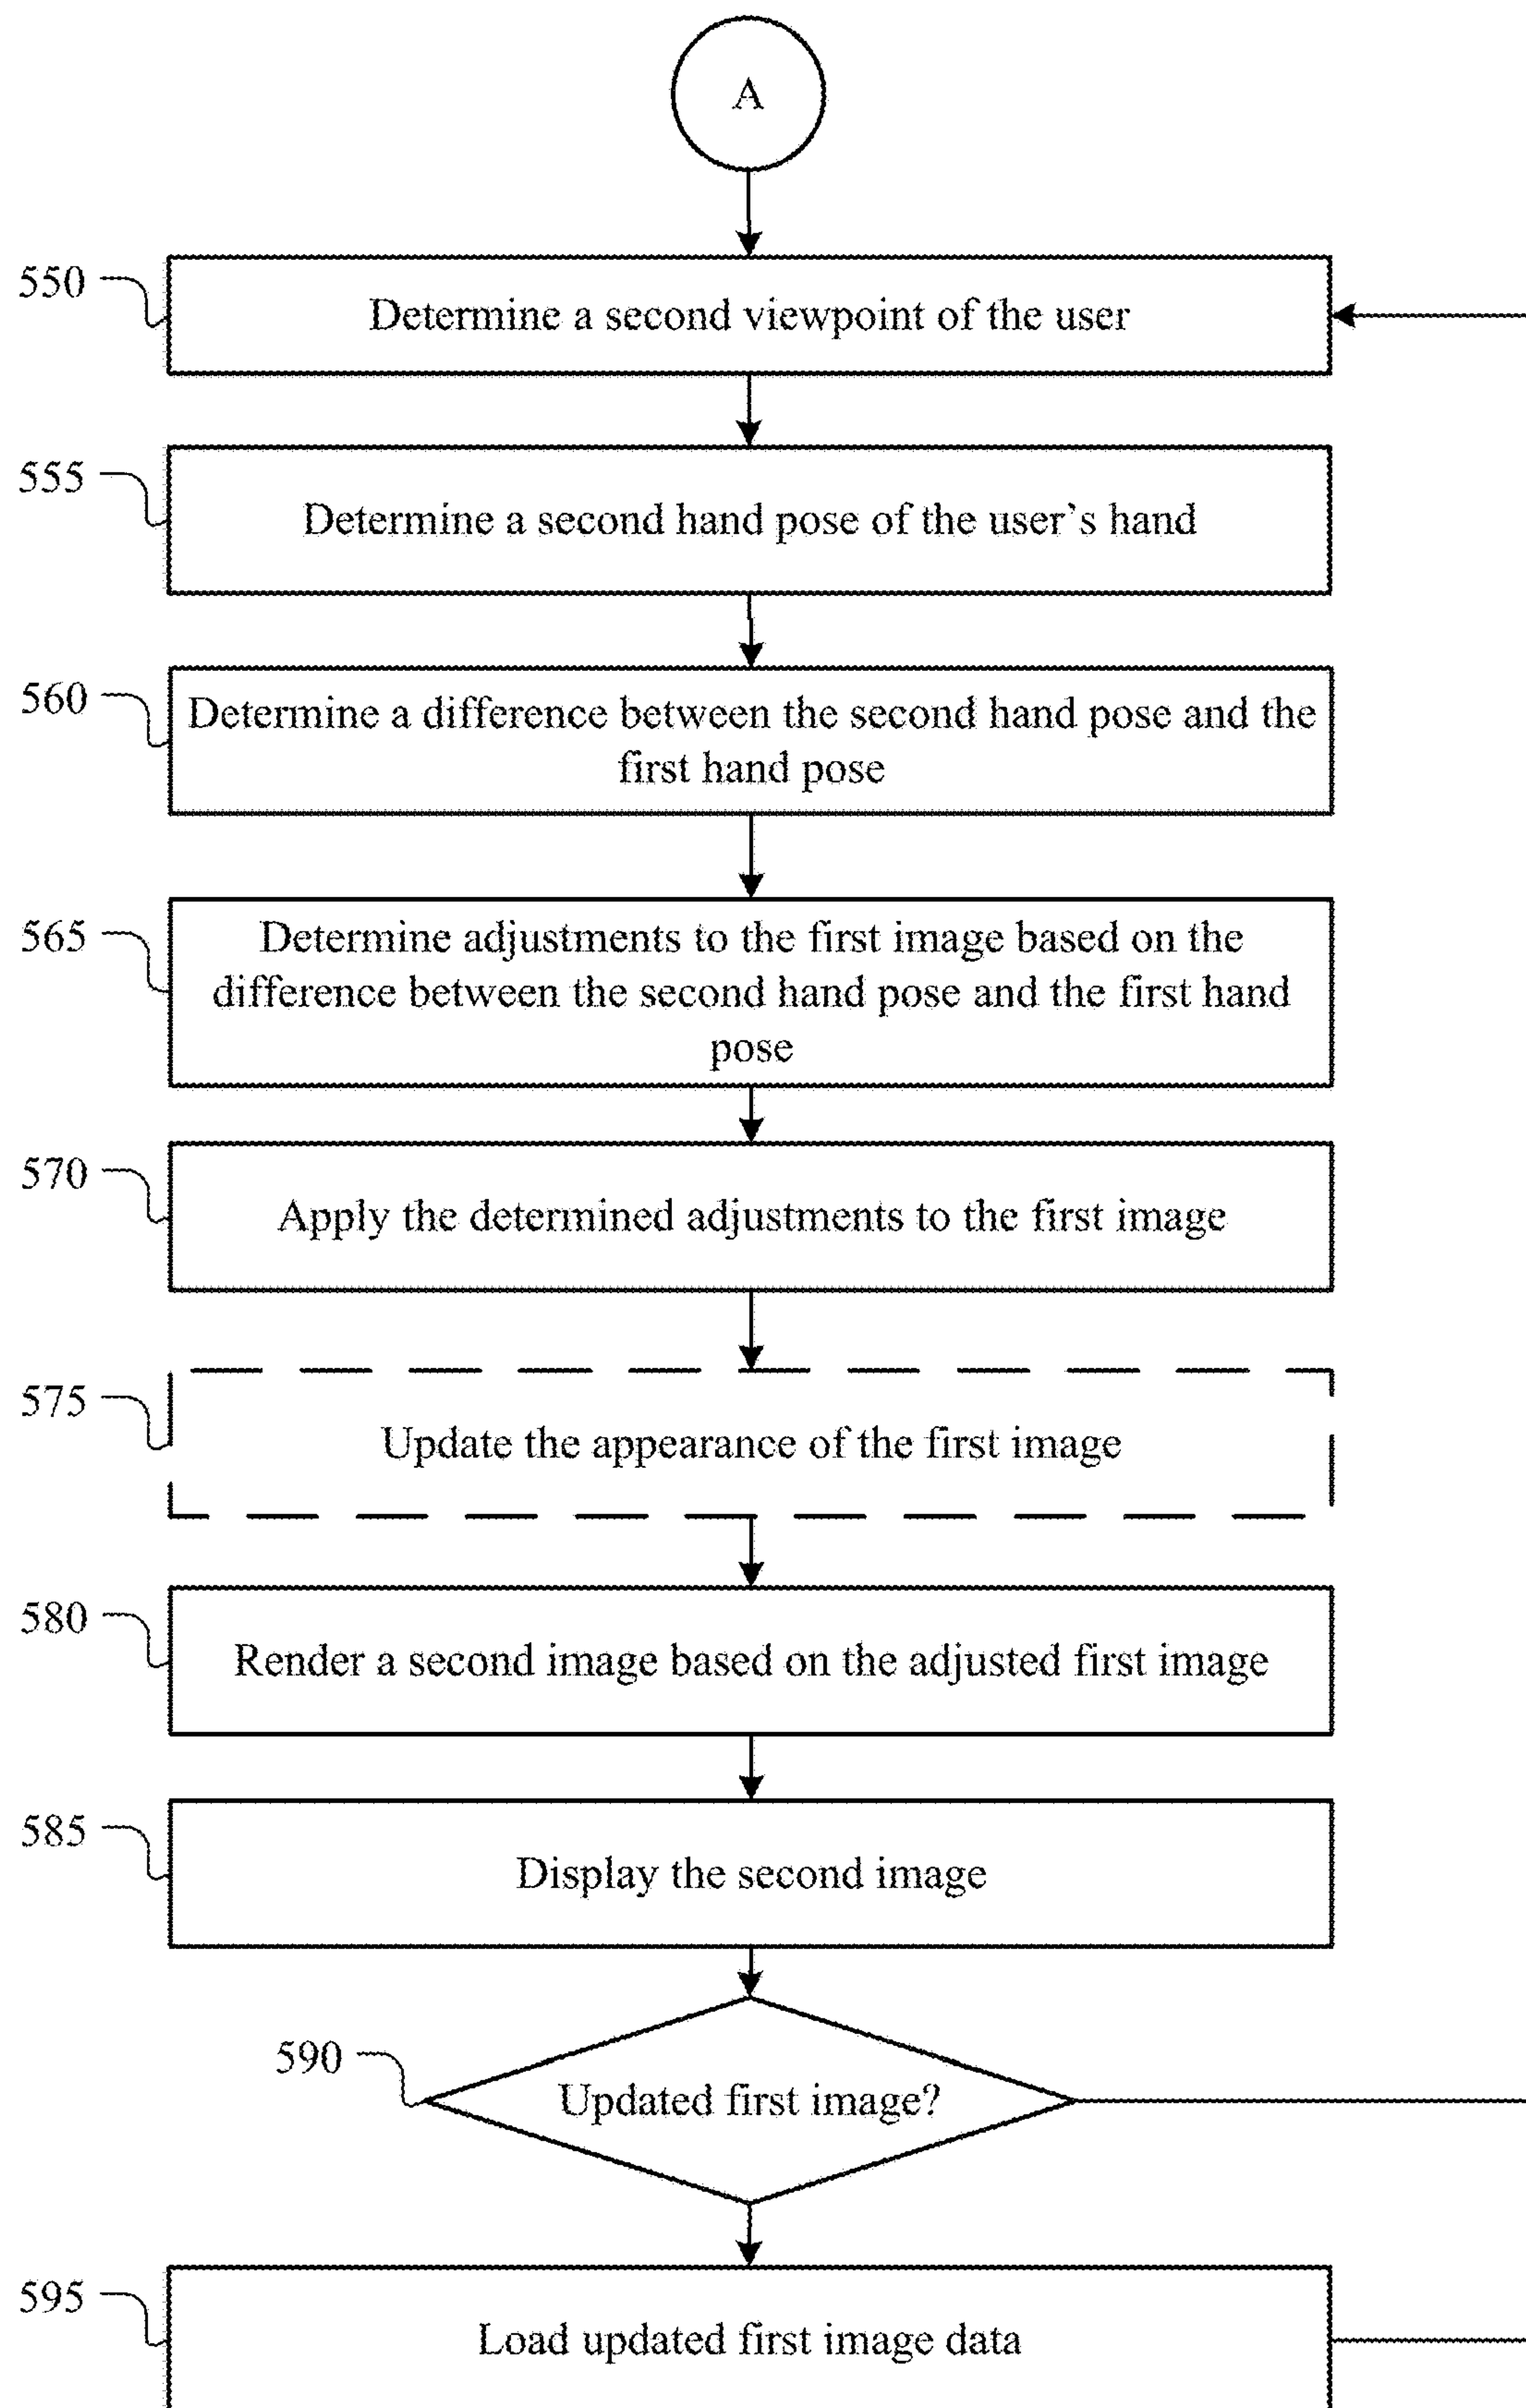 A
550
Determine a second viewpoint of the user
555
Determine a second hand pose of the user's hand
560
Determine a difference between the second hand pose and the
first hand pose
565
Determine adjustments to the first image based on the
difference between the second hand pose and the first hand
pose
570
Apply the determined adjustments to the first image
575
Update the appearance of the first image
580
Render a second image based on the adjusted first image
585
Display the second image
590
Updated first image?
595
Load updated first image data